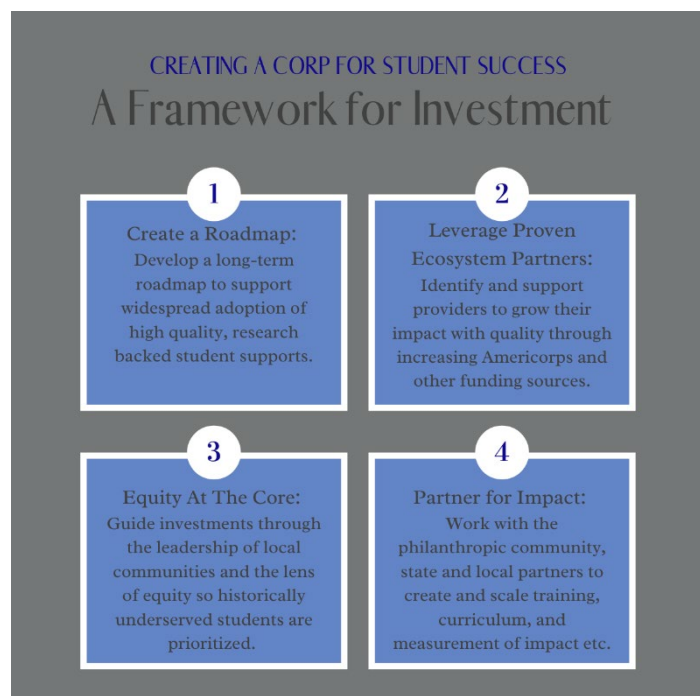 CREATING A CORP FOR STUDENT SUCCESS
A Framework for Investment
1
Create a Roadmap:
Develop a long-term
roadmap to support
widespread adoption of
high quality, research
backed student supports.
2
Leverage Proven
Ecosystem Partners:
Identify and support
providers to grow their
impact with quality through
increasing Americorps and
other funding sources.
3
Equity At The Core:
Guide investments through
the leadership of local
communities and the lens
of equity so historically
underserved students are
prioritized.
4
Partner for Impact:
Work with the
philanthropic community,
state and local partners to
create and scale training,
curriculum, and
measurement of impact etc.